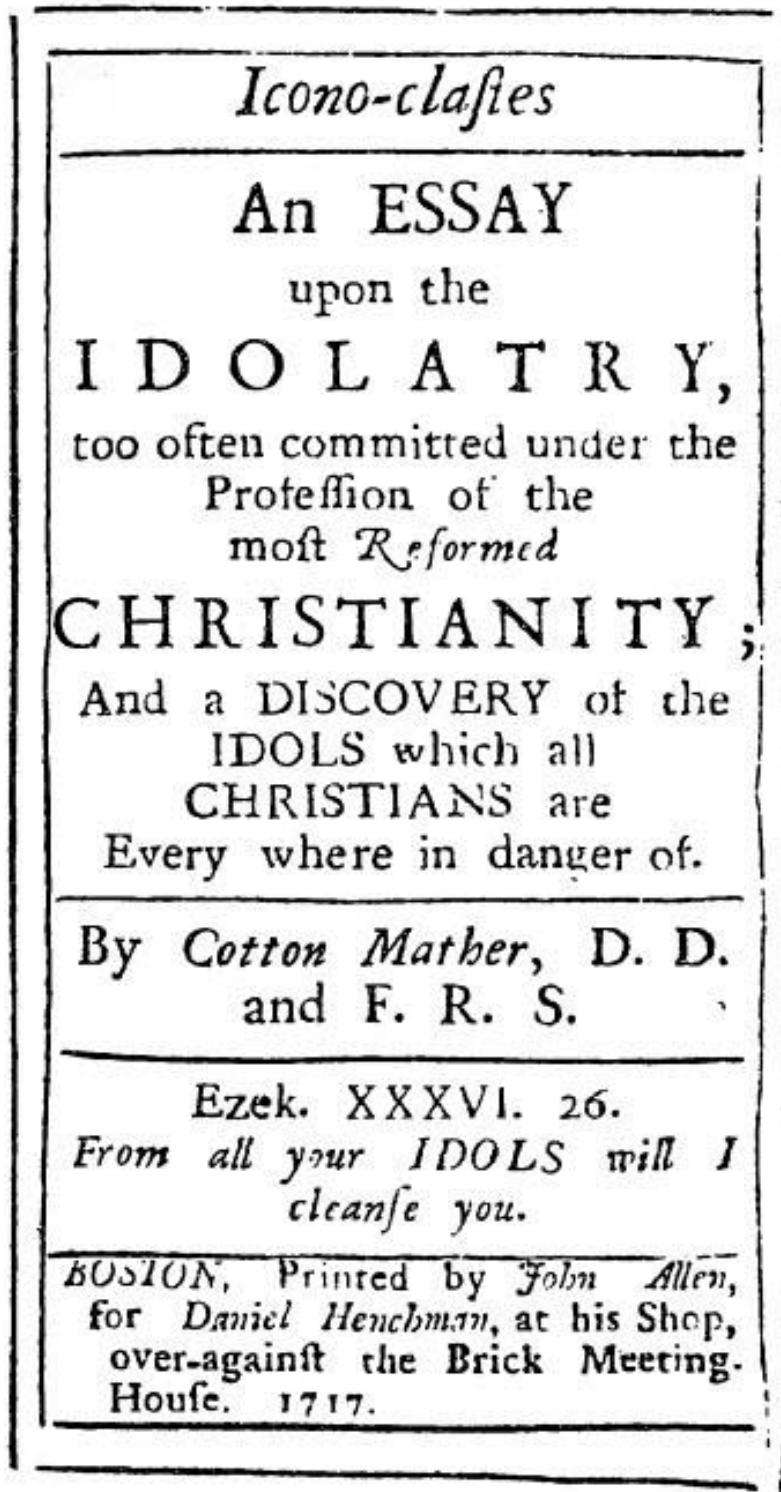 Icono-claſtes
An ESSAY
upon the
IDOLATRY,
too often committed under the
Profeſſion of the
moſt Reformed
CHRISTIANITY;
And a DISCOVERY of the
IDOLS which all
CHRISTIANS are
Every where in danger of.
By Cotton Mather, D. D.
and F. R. S.
Ezek. XXXVI. 26.
From all your IDOLS will I
cleanſe you.
BOSTON, Printed by John Allen,
for Daniel Henchman, at his Shop,
over-againſt the Brick Meeting-
Houſe. 1717.